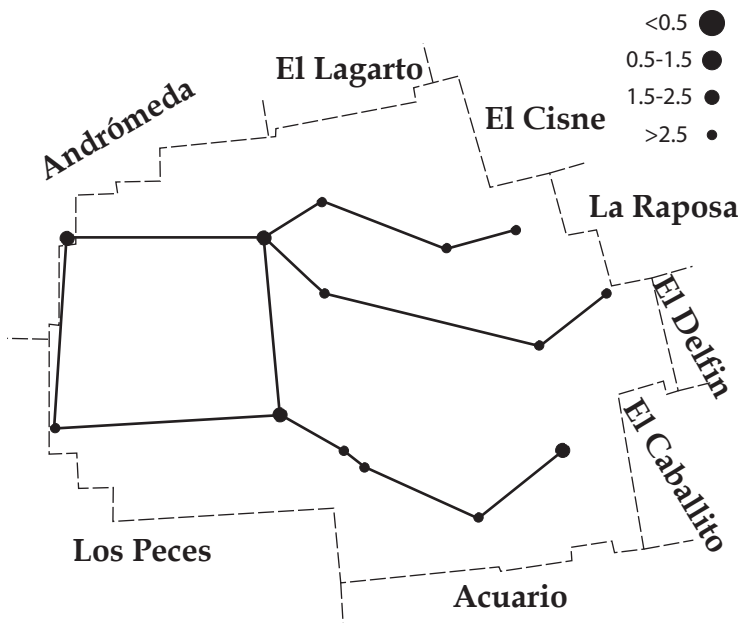 <0.5
0.5-1.5
1.5-2.5
>2.5
El Lagarto
Andrómeda
El Cisne
La Raposa
El Delfin
El Caballito
Los Peces
Acuario